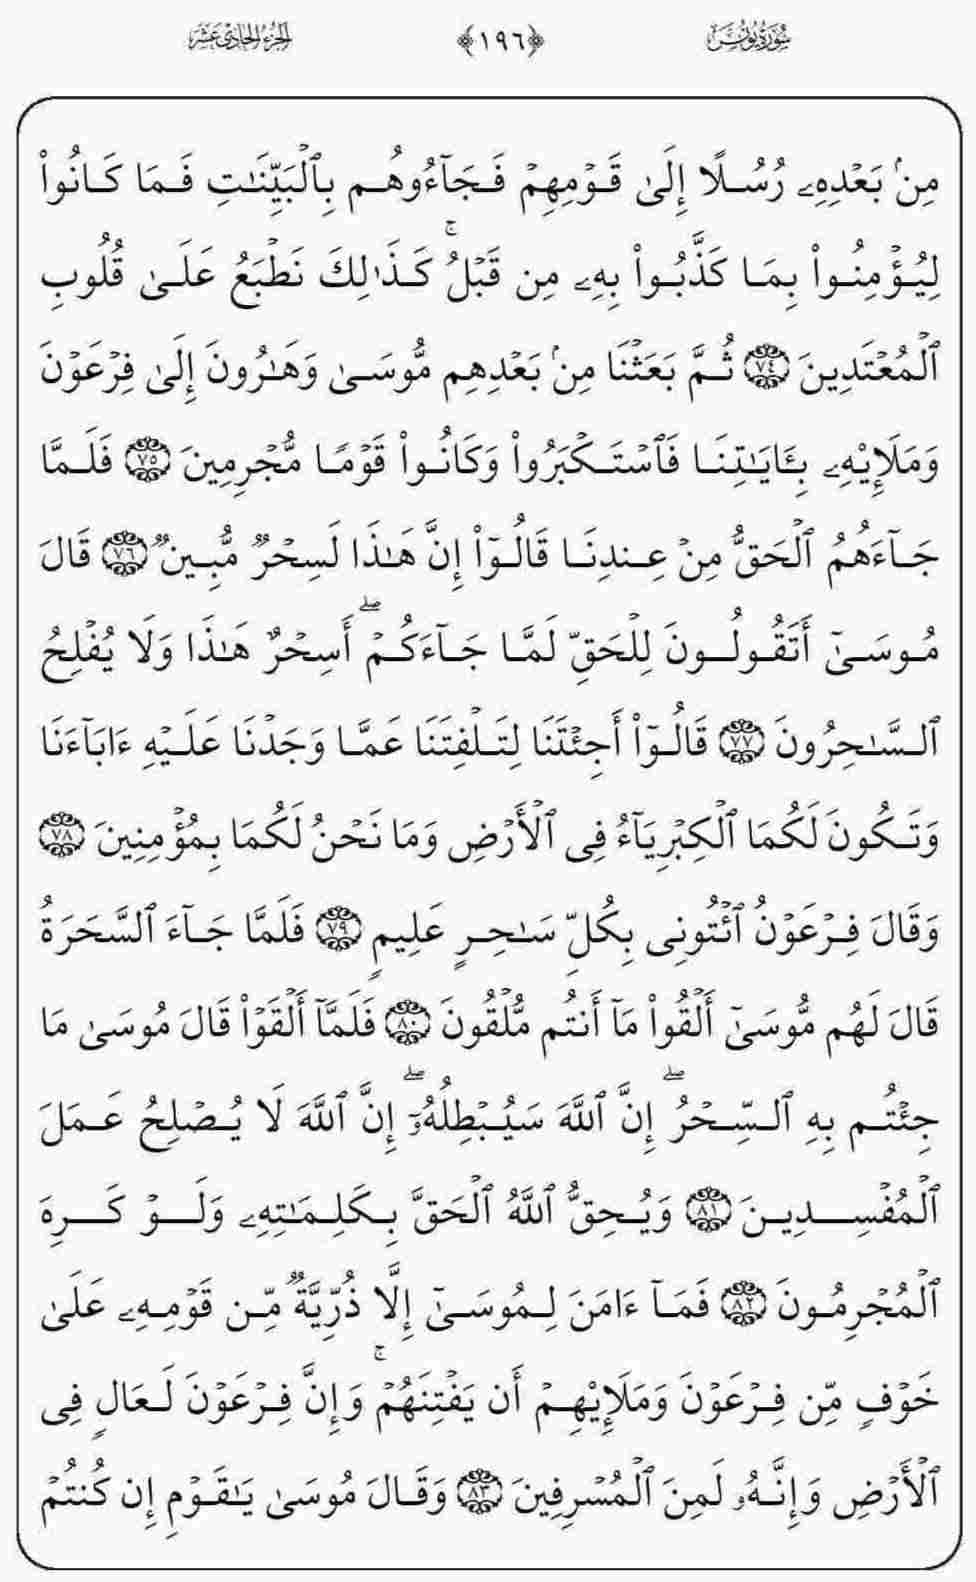 سُورَةُ يُونُسَ ﴿١٩٦﴾ الجزء الحادي عشر
مِنۢ بَعْدِهِۦ رُسُلًا إِلَىٰ قَوْمِهِمْ فَجَآءُوهُم بِٱلْبَيِّنَٰتِ فَمَا كَانُوا۟
لِيُؤْمِنُوا۟ بِمَا كَذَّبُوا۟ بِهِۦ مِن قَبْلُ ۚ كَذَٰلِكَ نَطْبَعُ عَلَىٰ قُلُوبِ
ٱلْمُعْتَدِينَ ٧٤ ثُمَّ بَعَثْنَا مِنۢ بَعْدِهِم مُّوسَىٰ وَهَٰرُونَ إِلَىٰ فِرْعَوْنَ
وَمَلَإِي۟هِۦ بِـَٔايَٰتِنَا فَٱسْتَكْبَرُوا۟ وَكَانُوا۟ قَوْمًا مُّجْرِمِينَ ٧٥ فَلَمَّا
جَآءَهُمُ ٱلْحَقُّ مِنْ عِندِنَا قَالُوٓا۟ إِنَّ هَٰذَا لَسِحْرٌ مُّبِينٌ ٧٦ قَالَ
مُوسَىٰٓ أَتَقُولُونَ لِلْحَقِّ لَمَّا جَآءَكُمْ ۖ أَسِحْرٌ هَٰذَا وَلَا يُفْلِحُ
ٱلسَّٰحِرُونَ ٧٧ قَالُوٓا۟ أَجِئْتَنَا لِتَلْفِتَنَا عَمَّا وَجَدْنَا عَلَيْهِ ءَابَآءَنَا
وَتَكُونَ لَكُمَا ٱلْكِبْرِيَآءُ فِى ٱلْأَرْضِ وَمَا نَحْنُ لَكُمَا بِمُؤْمِنِينَ ٧٨
وَقَالَ فِرْعَوْنُ ٱئْتُونِى بِكُلِّ سَٰحِرٍ عَلِيمٍ ٧٩ فَلَمَّا جَآءَ ٱلسَّحَرَةُ
قَالَ لَهُم مُّوسَىٰٓ أَلْقُوا۟ مَآ أَنتُم مُّلْقُونَ ٨٠ فَلَمَّآ أَلْقَوْا۟ قَالَ مُوسَىٰ مَا
جِئْتُم بِهِ ٱلسِّحْرُ ۖ إِنَّ ٱللَّهَ سَيُبْطِلُهُۥٓ ۖ إِنَّ ٱللَّهَ لَا يُصْلِحُ عَمَلَ
ٱلْمُفْسِدِينَ ٨١ وَيُحِقُّ ٱللَّهُ ٱلْحَقَّ بِكَلِمَٰتِهِۦ وَلَوْ كَرِهَ
ٱلْمُجْرِمُونَ ٨٢ فَمَآ ءَامَنَ لِمُوسَىٰٓ إِلَّا ذُرِّيَّةٌ مِّن قَوْمِهِۦ عَلَىٰ
خَوْفٍ مِّن فِرْعَوْنَ وَمَلَإِي۟هِمْ أَن يَفْتِنَهُمْ ۚ وَإِنَّ فِرْعَوْنَ لَعَالٍ فِى
ٱلْأَرْضِ وَإِنَّهُۥ لَمِنَ ٱلْمُسْرِفِينَ ٨٣ وَقَالَ مُوسَىٰ يَٰقَوْمِ إِن كُنتُمْ